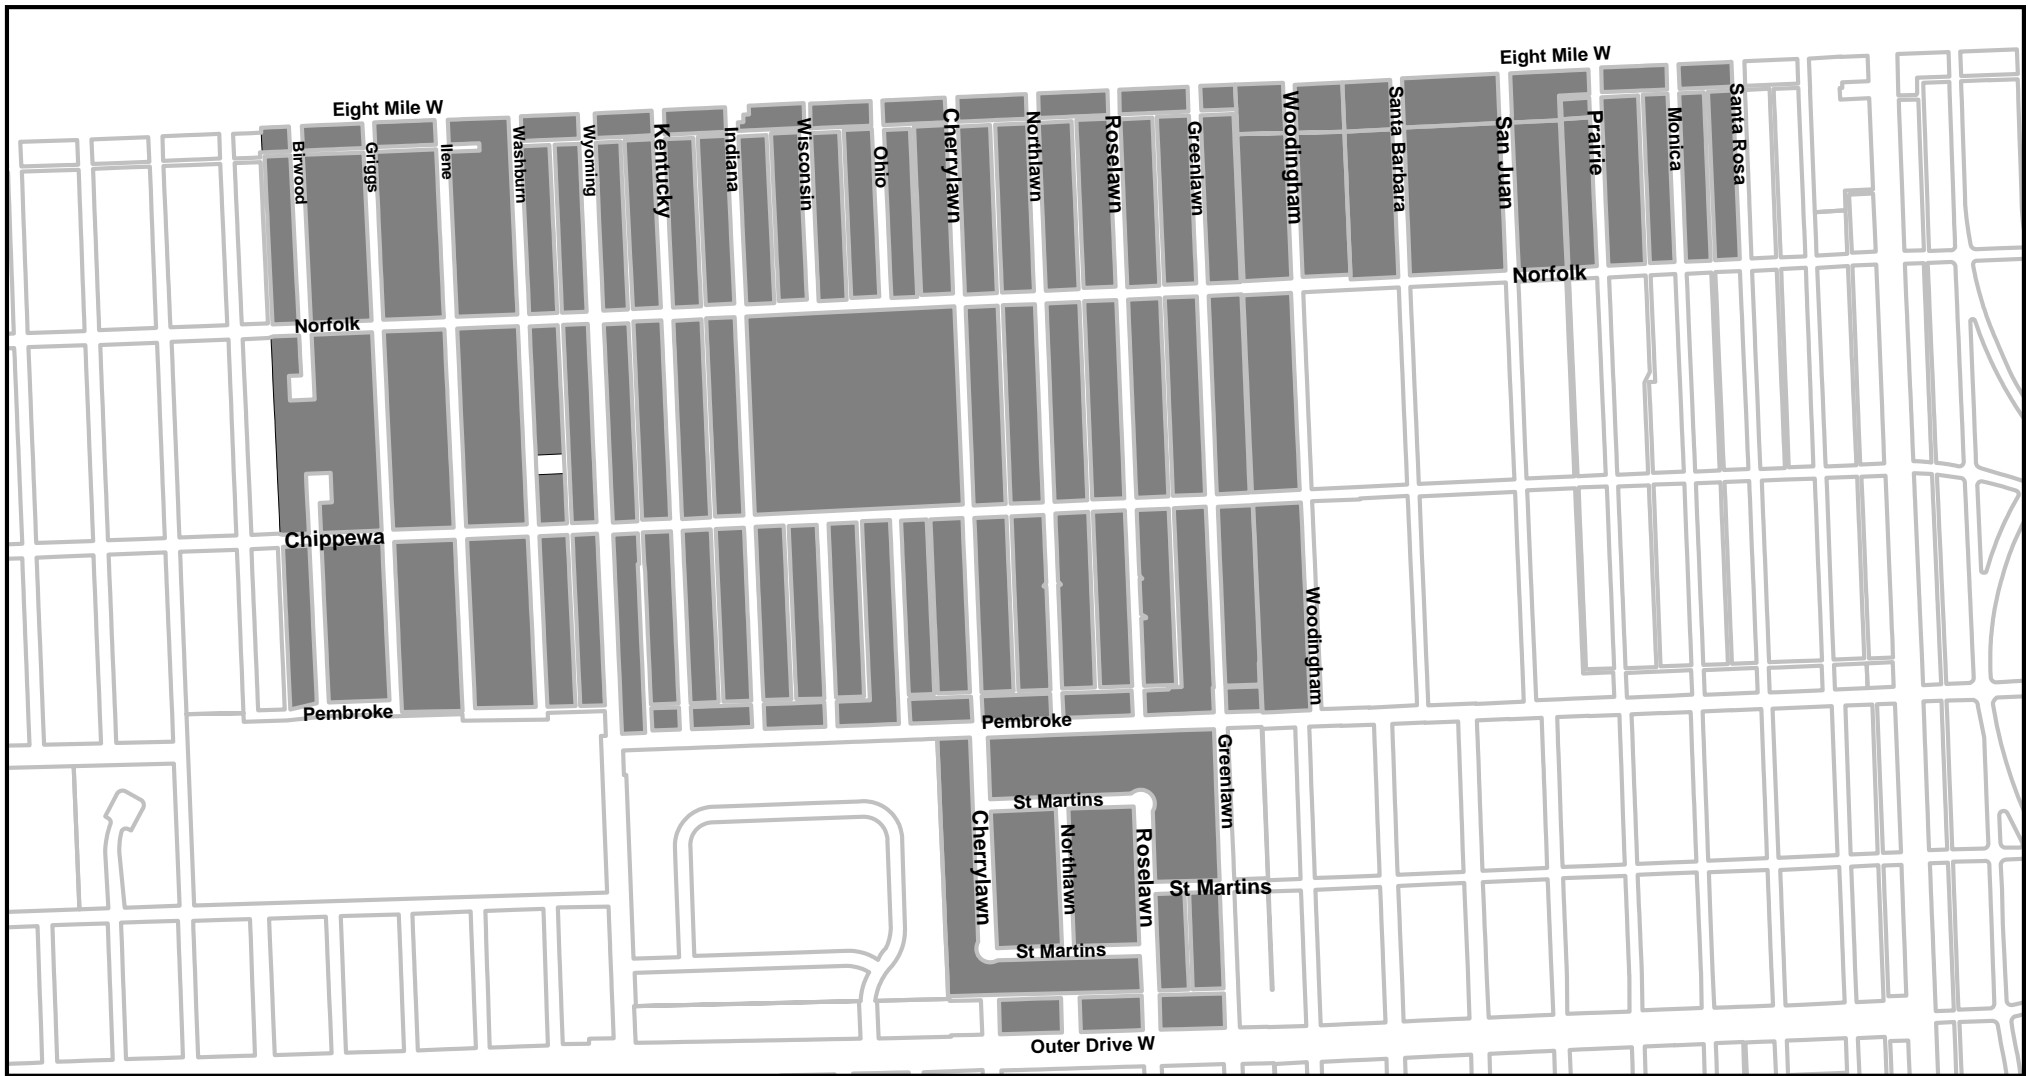 Eight Mile W
Eight Mile W
Birwood
Griggs
Ilene
Washburn
Wyoming
Kentucky
Indiana
Wisconsin
Ohio
Cherrylawn
Northlawn
Roselawn
Greenlawn
Woodingham
Santa Barbara
San Juan
Prairie
Monica
Santa Rosa
Norfolk
Norfolk
Chippewa
Woodingham
Pembroke
Pembroke
Greenlawn
St Martins
Cherrylawn
Northlawn
Roselawn
St Martins
St Martins
Outer Drive W